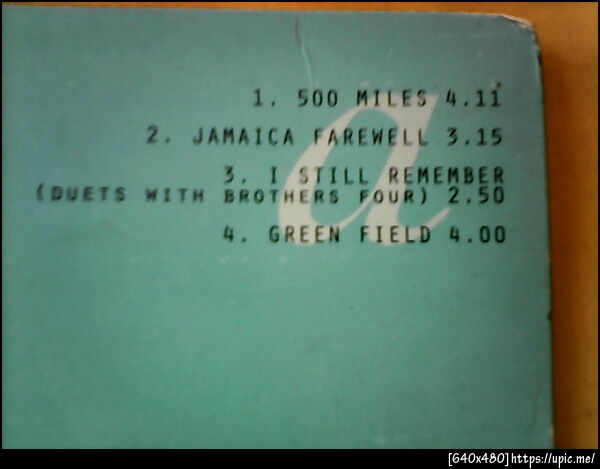 a
1. 500 MILES 4.11
2. JAMAICA FAREWELL 3.15
3. I STILL REMEMBER
(DUETS WITH BROTHERS FOUR) 2.50
4. GREEN FIELD 4.00
[640x480]https://upic.me/